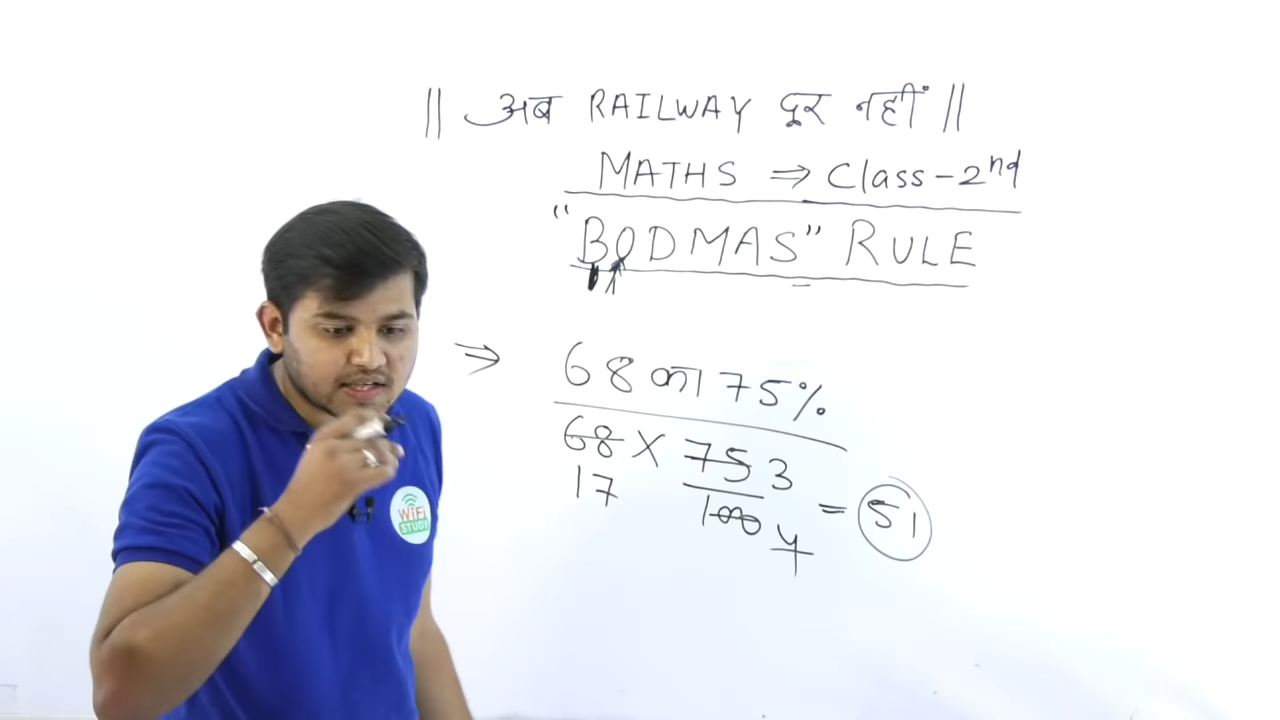 || अब RAILWAY दूर नहीं ||
MATHS ⇒ Class-2nd
"BODMAS" RULE
⇒ 68 का 75%
68 × 75 3
17 100 4 = 51
WiFi
STUDY